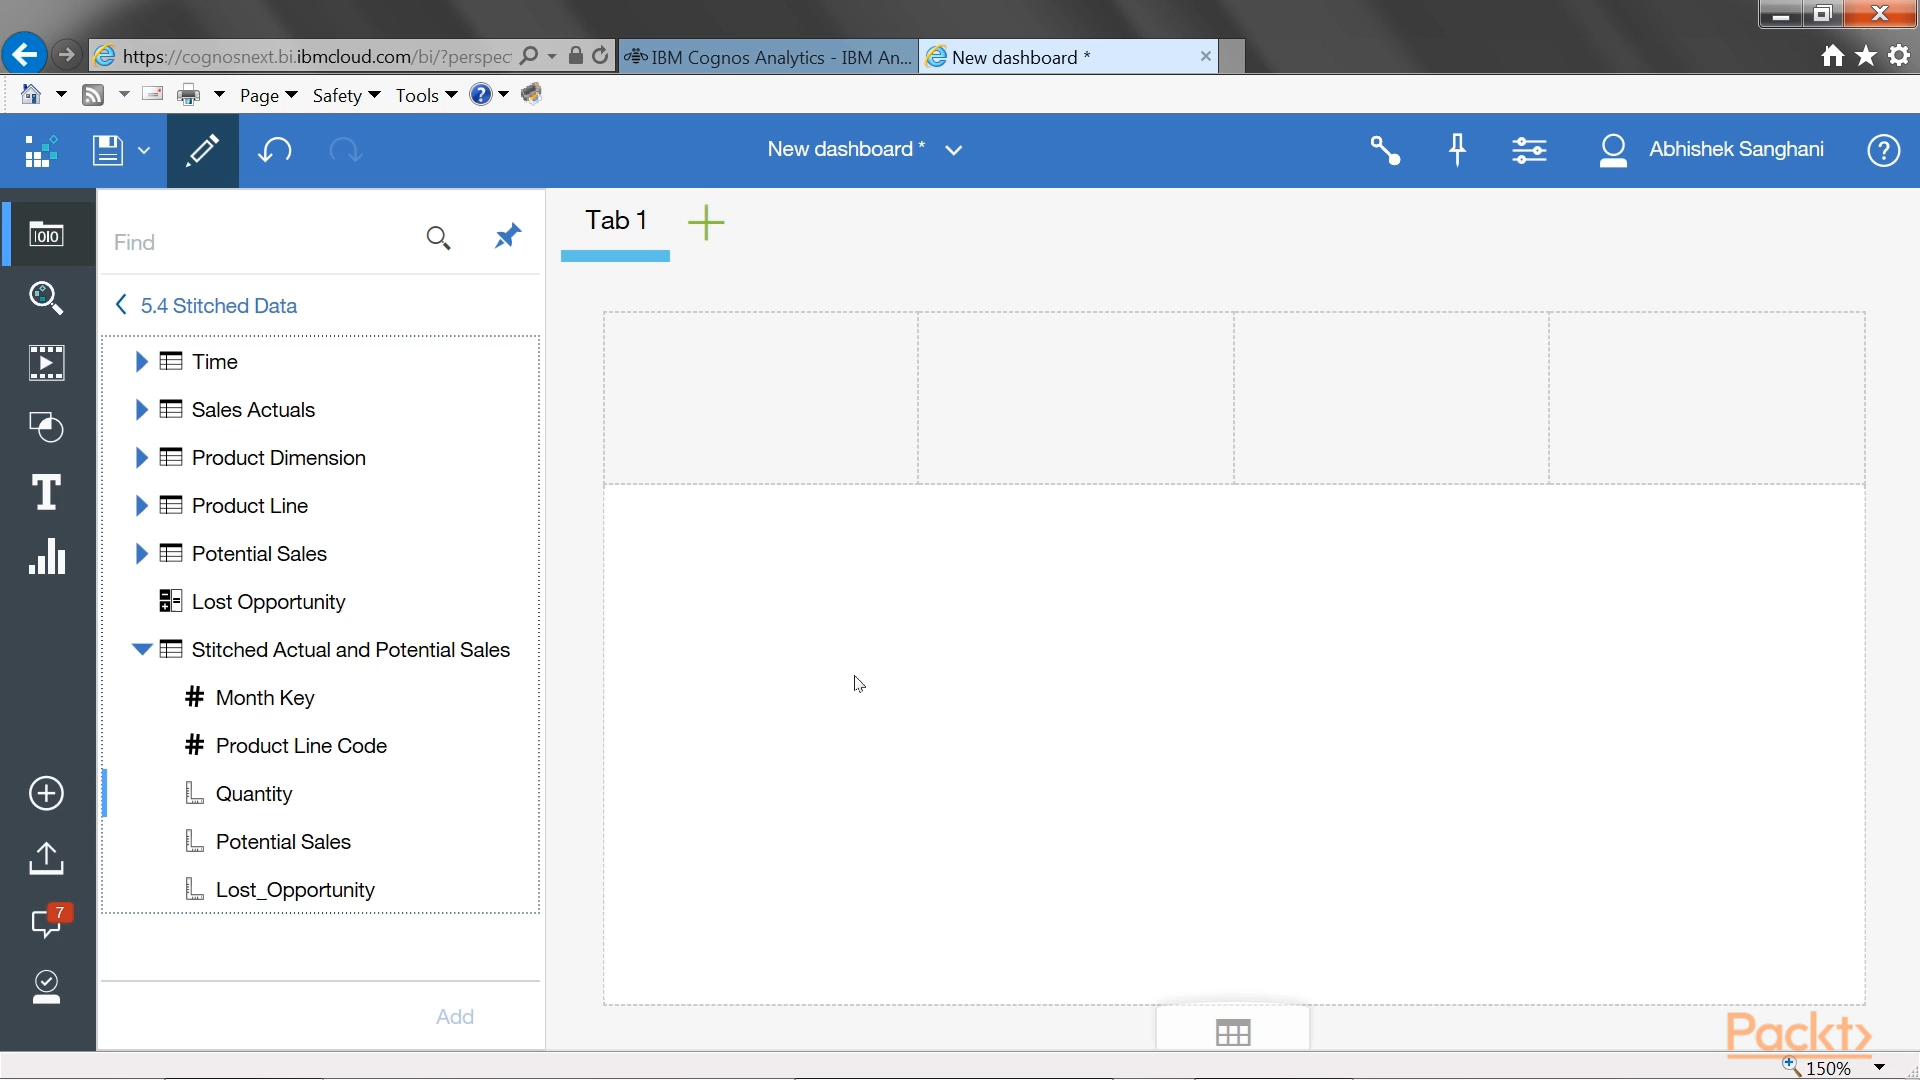 https://cognosnext.bi.ibmcloud.com/bi/?perspec
IBM Cognos Analytics - IBM An...
New dashboard *
Page
Safety
Tools
New dashboard *
Abhishek Sanghani
Find
Tab 1
5.4 Stitched Data
Time
Sales Actuals
Product Dimension
Product Line
Potential Sales
Lost Opportunity
Stitched Actual and Potential Sales
# Month Key
# Product Line Code
Quantity
Potential Sales
Lost_Opportunity
7
Add
Packt>
150%